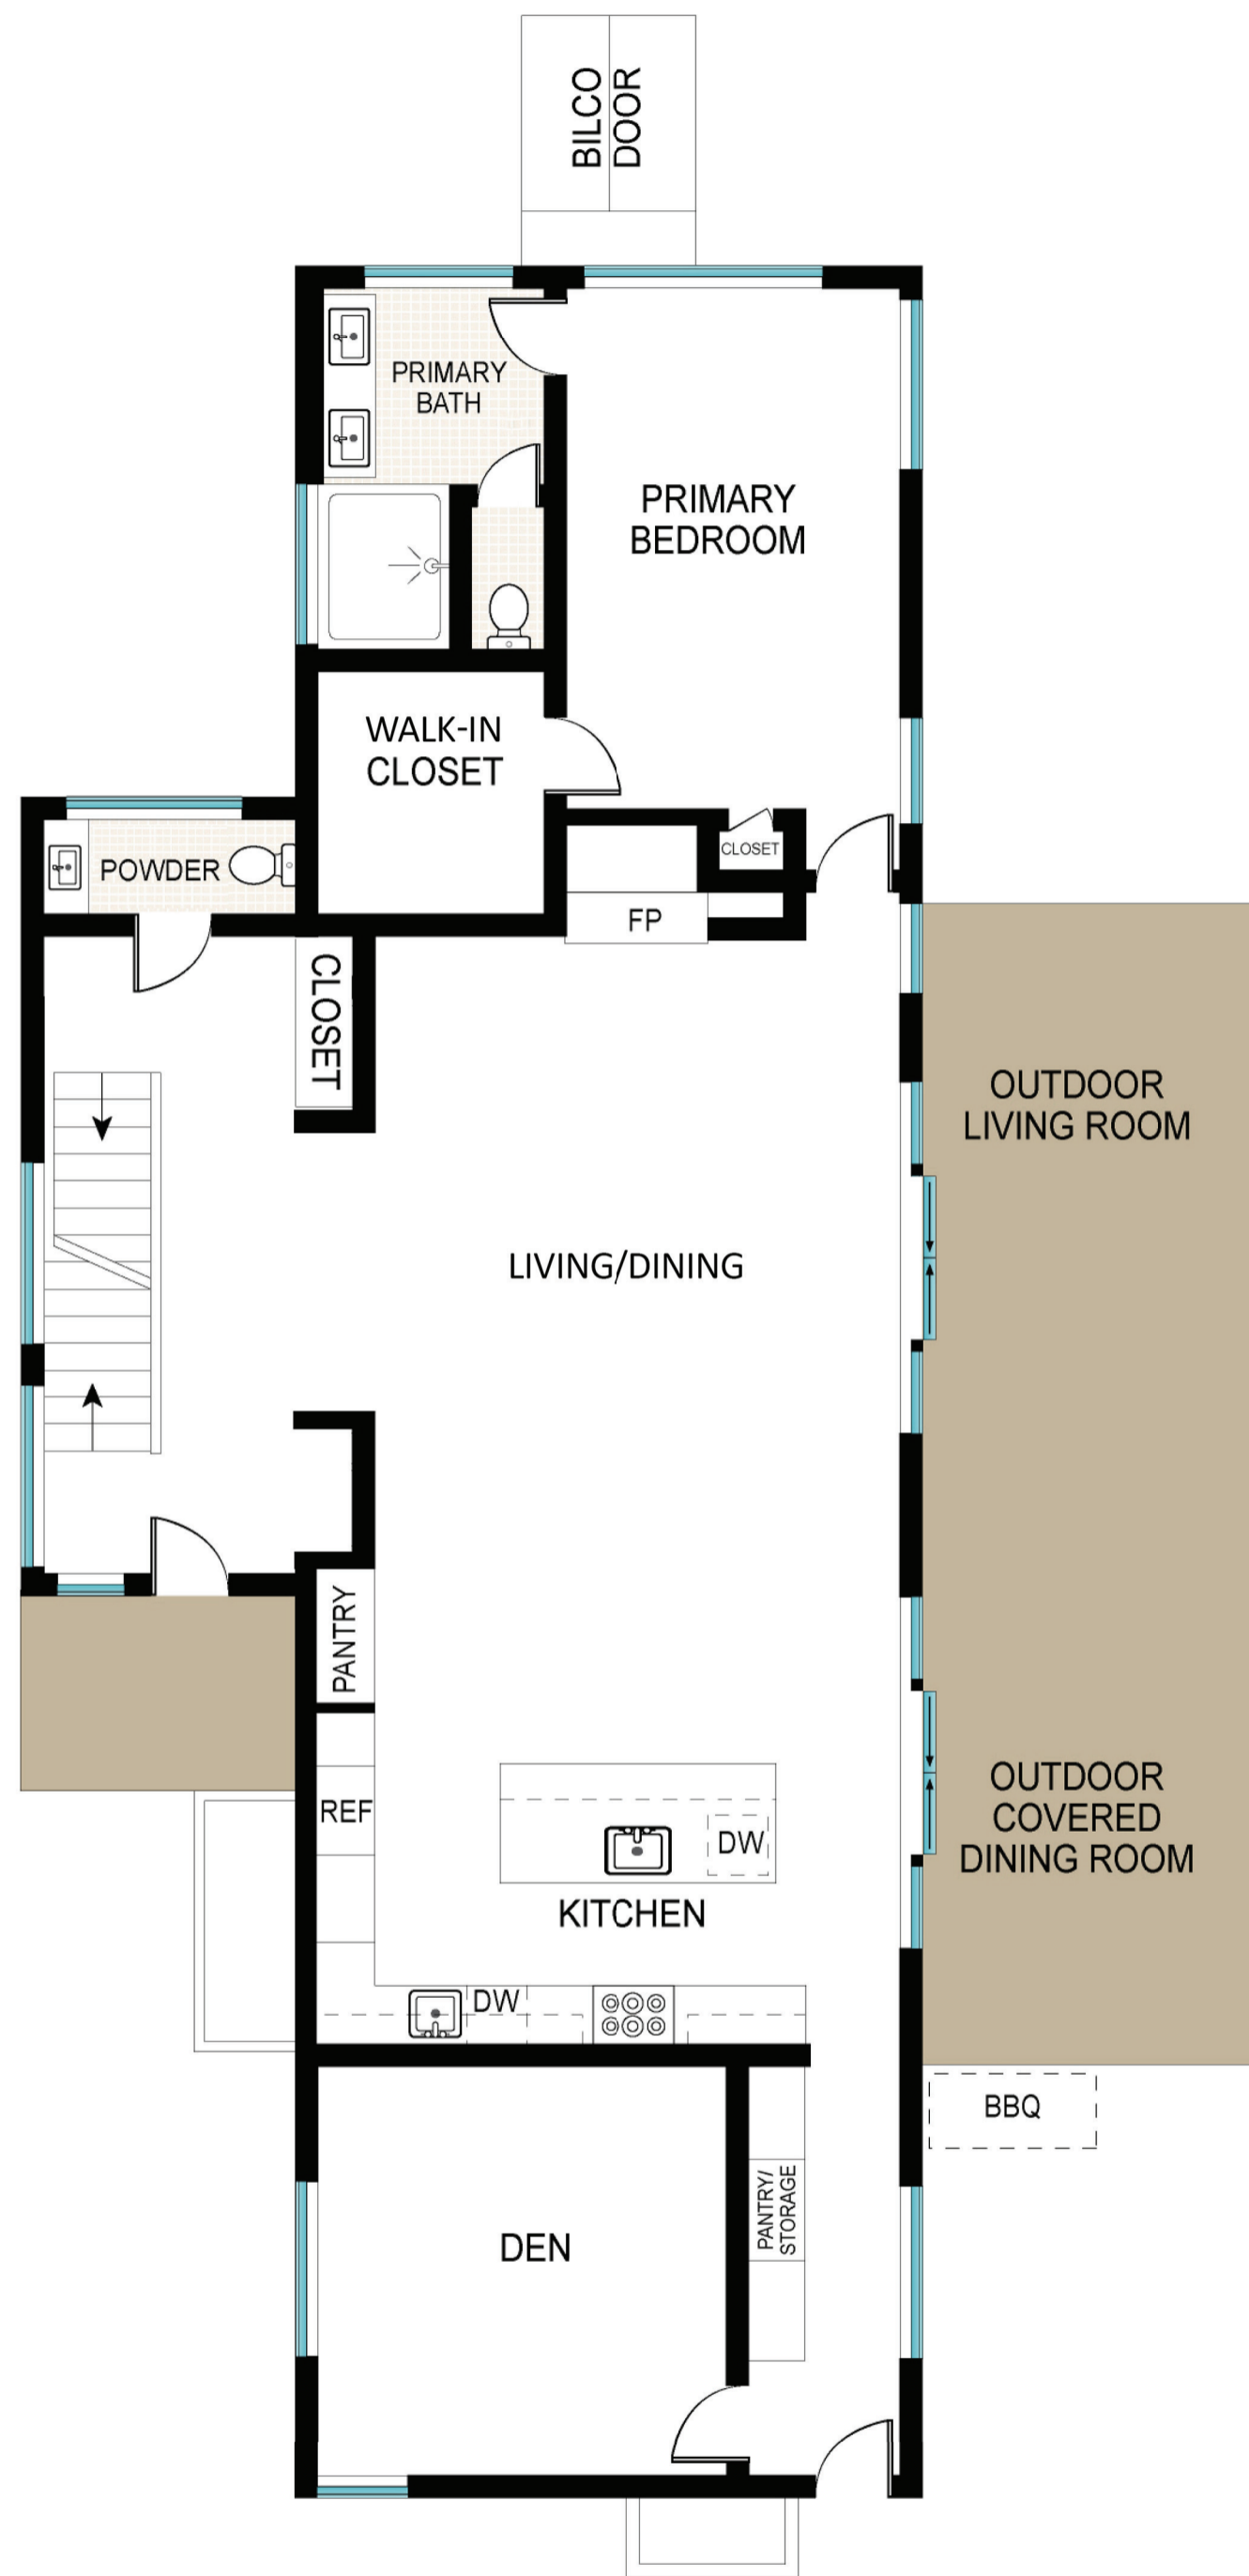 BILCO
DOOR
PRIMARY
BATH
PRIMARY
BEDROOM
WALK-IN
CLOSET
CLOSET
POWDER
FP
CLOSET
OUTDOOR
LIVING ROOM
LIVING/DINING
PANTRY
REF
DW
OUTDOOR
COVERED
DINING ROOM
KITCHEN
DW
BBQ
PANTRY/
STORAGE
DEN